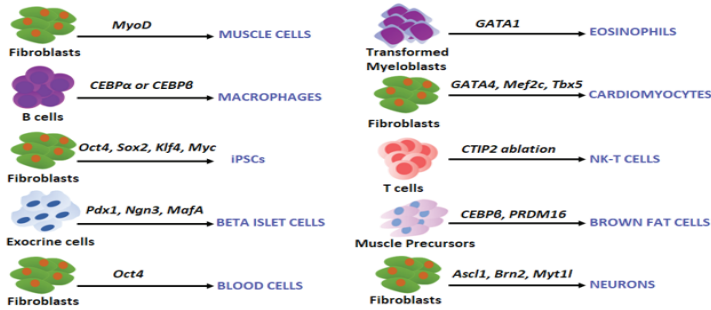 MyoD
Fibroblasts
MUSCLE CELLS
CEBPα or CEBPβ
B cells
MACROPHAGES
Oct4, Sox2, Klf4, Myc
Fibroblasts
iPSCs
Pdx1, Ngn3, MafA
Exocrine cells
BETA ISLET CELLS
Oct4
Fibroblasts
BLOOD CELLS
GATA1
Transformed
Myeloblasts
EOSINOPHILS
GATA4, Mef2c, Tbx5
Fibroblasts
CARDIOMYOCYTES
CTIP2 ablation
T cells
NK-T CELLS
CEBPβ, PRDM16
Muscle Precursors
BROWN FAT CELLS
Ascl1, Brn2, Myt1l
Fibroblasts
NEURONS